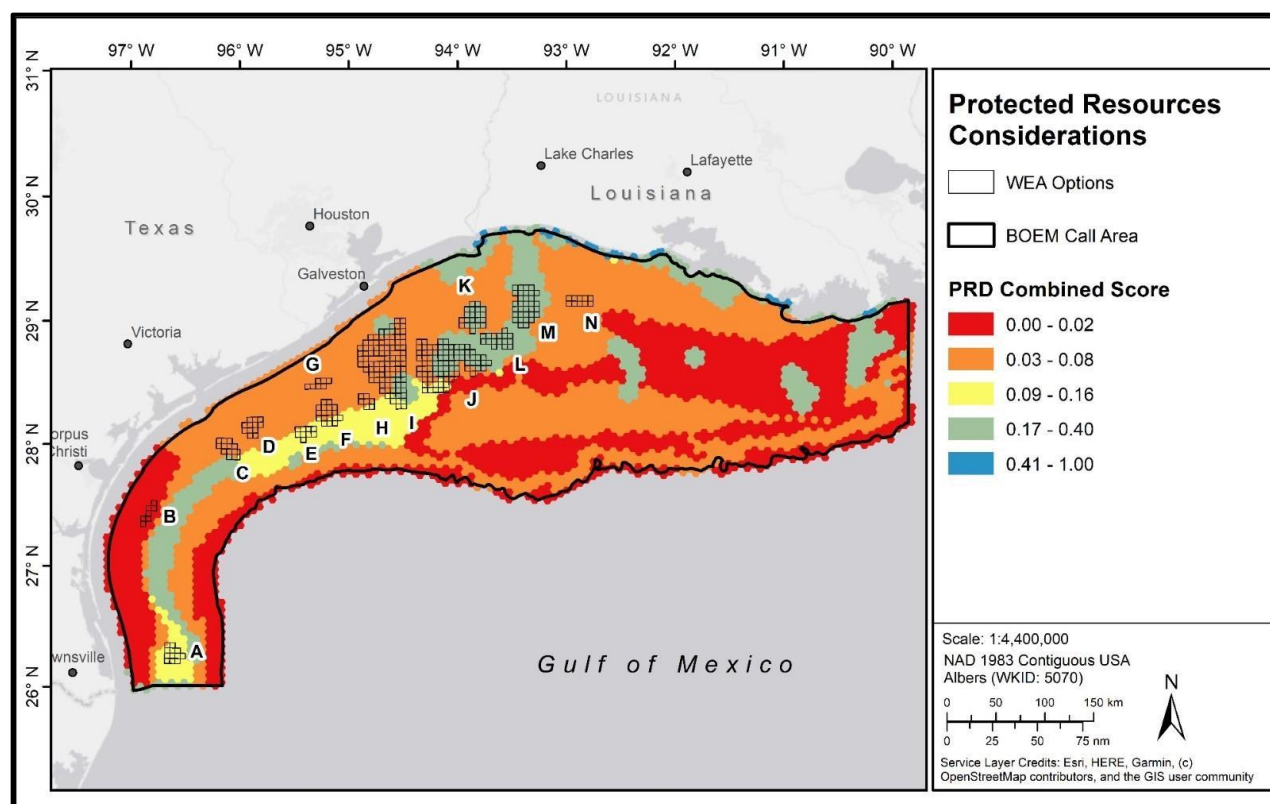 97° W 96° W 95° W 94° W 93° W 92° W 91° W 90° W
31° N
30° N
29° N
28° N
27° N
26° N
LOUISIANA
Lake Charles
Lafayette
Louisiana
Texas
Houston
Galveston
Victoria
orpus
Christi
wnsville
K
N
M
G
L
J
I
H
F
D
E
C
B
A
Gulf of Mexico
Protected Resources
Considerations
WEA Options
BOEM Call Area
PRD Combined Score
0.00 - 0.02
0.03 - 0.08
0.09 - 0.16
0.17 - 0.40
0.41 - 1.00
Scale: 1:4,400,000
NAD 1983 Contiguous USA
Albers (WKID: 5070)
0 50 100 150 km
0 25 50 75 nm
N
Service Layer Credits: Esri, HERE, Garmin, (c)
OpenStreetMap contributors, and the GIS user community